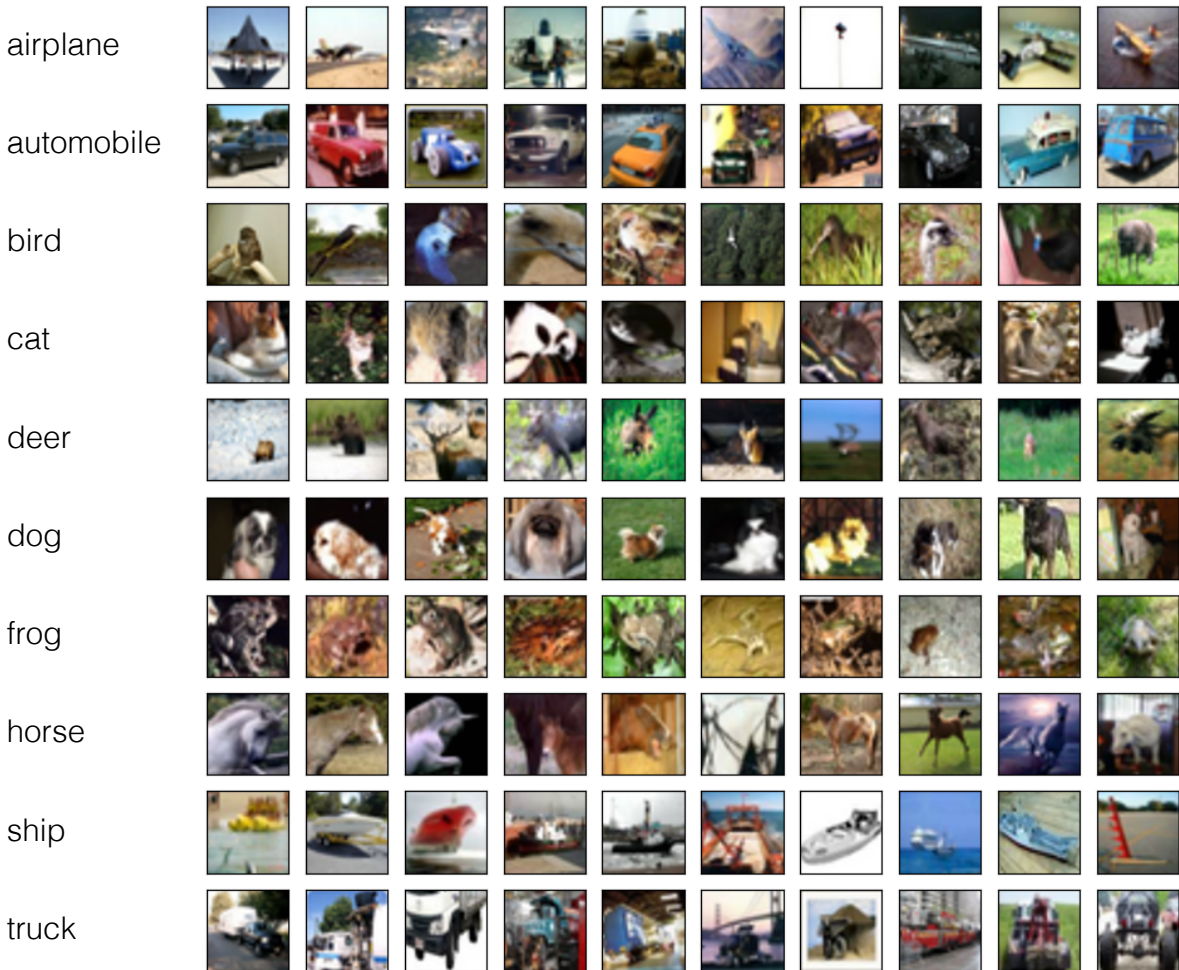 airplane
automobile
bird
cat
deer
dog
frog
horse
ship
truck